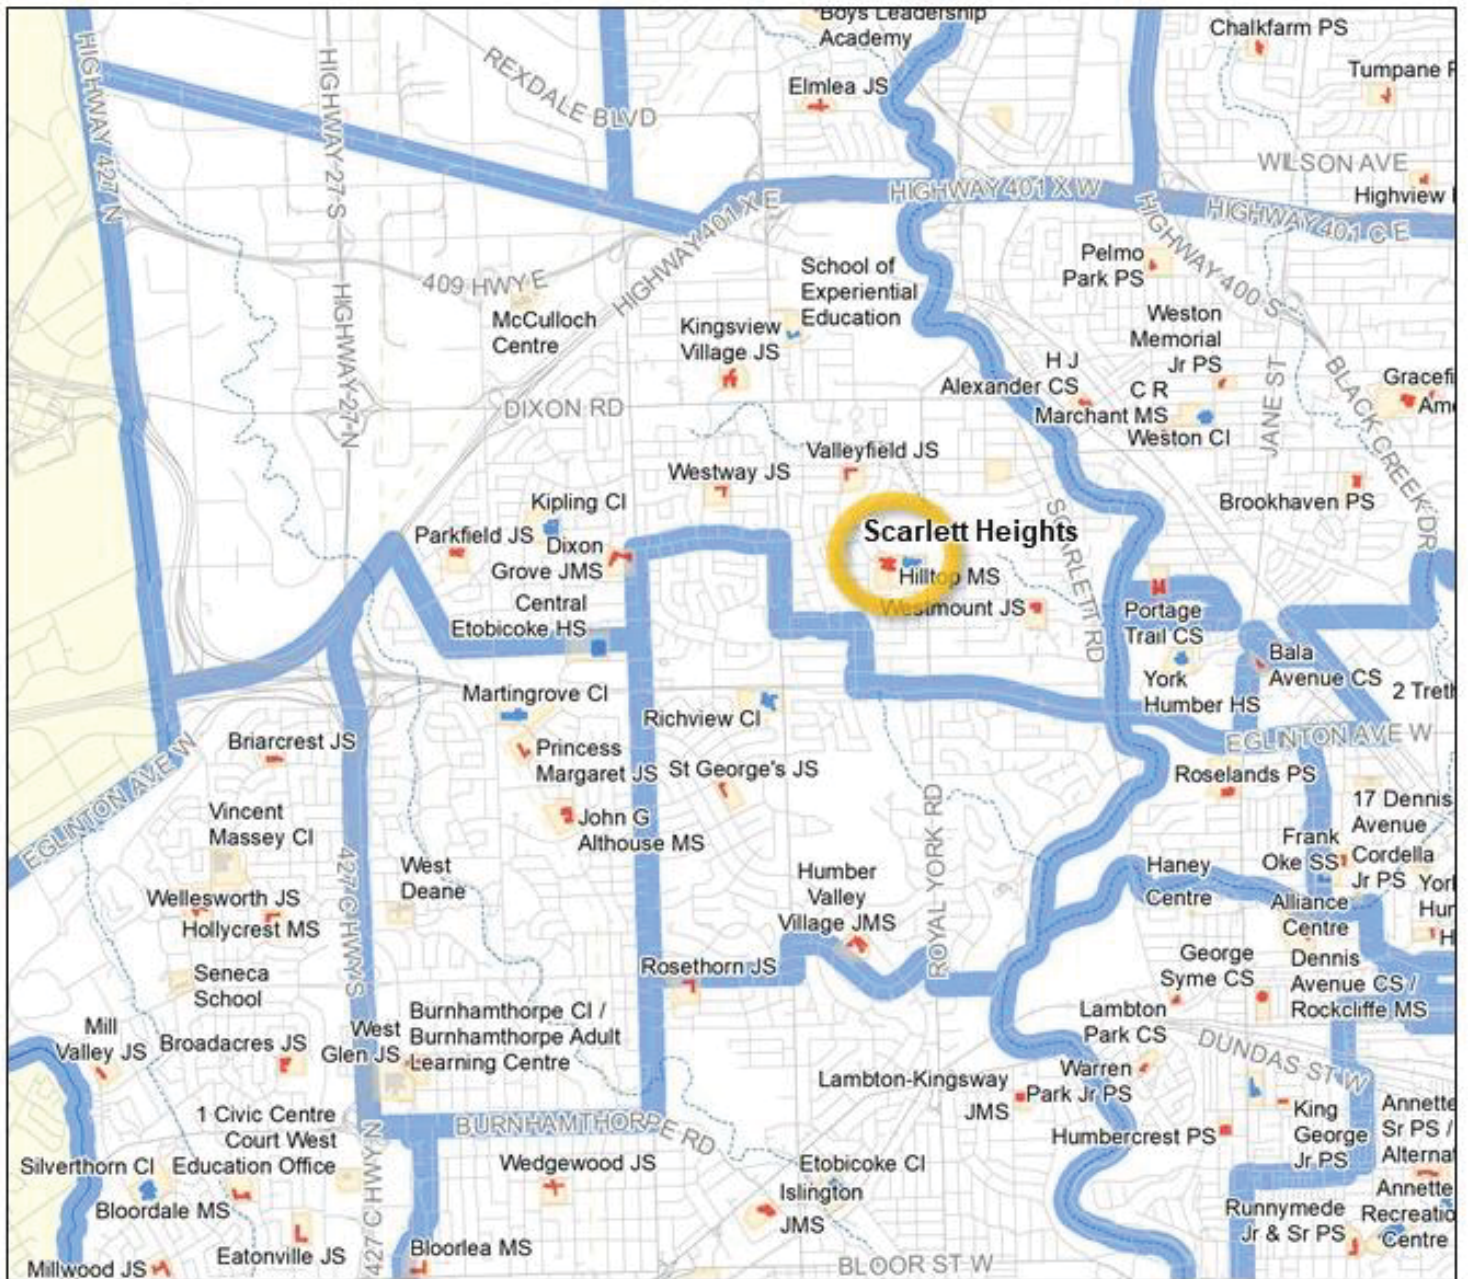 Boys Leadership
Academy
Chalkfarm PS
HIGHWAY 427 N
HIGHWAY 27 S
REXDALE BLVD
Elmlea JS
Tumpane
WILSON AVE
HIGHWAY 401 X W
Highview
HIGHWAY 401 X E
HIGHWAY 401 C E
HIGHWAY 400 S
Pelmo
Park PS
409 HWY E
School of
Experiential
Education
McCulloch
Centre
Kingsview
Village JS
Weston
Memorial
Jr PS
HIGHWAY 27 N
H J
Alexander CS
C R
Marchant MS
Weston CI
JANE ST
BLACK CREEK DR
DIXON RD
Valleyfield JS
Westway JS
Brookhaven PS
Kipling CI
Parkfield JS
Dixon
Grove JMS
Scarlett Heights
SCARLETT RD
Hilltop MS
Westmount JS
Central
Etobicoke HS
Portage
Trail CS
Bala
Avenue CS
York
Humber HS
Martingrove CI
Richview CI
EGLINTON AVE W
Briarcrest JS
Princess
Margaret JS
St George's JS
Roselands PS
EGLINTON AVE W
Vincent
Massey CI
John G
Althouse MS
ROYAL YORK RD
17 Dennis
Avenue
Frank
Oke SS
Cordella
Jr PS
427 C HWY S
West
Deane
Humber
Valley
Village JMS
Haney
Centre
Wellesworth JS
Hollycrest MS
Alliance
Centre
Seneca
School
Rosethorn JS
George
Syme CS
Dennis
Avenue CS /
Rockcliffe MS
Mill
Valley JS
Broadacres JS
West
Glen JS
Burnhamthorpe CI /
Burnhamthorpe Adult
Learning Centre
Lambton
Park CS
DUNDAS ST W
Lambton-Kingsway
JMS
Warren
Park Jr PS
1 Civic Centre
Court West
Education Office
BURNHAMTHORPE RD
Humbercrest PS
King
George
Jr PS
Annette
Sr PS /
Silverthorn CI
Bloordale MS
Wedgewood JS
Etobicoke CI
Islington
JMS
Annette
Centre
Runnymede
Jr & Sr PS
427 C HWY N
Eatonville JS
Bloorlea MS
Millwood JS
BLOOR ST W